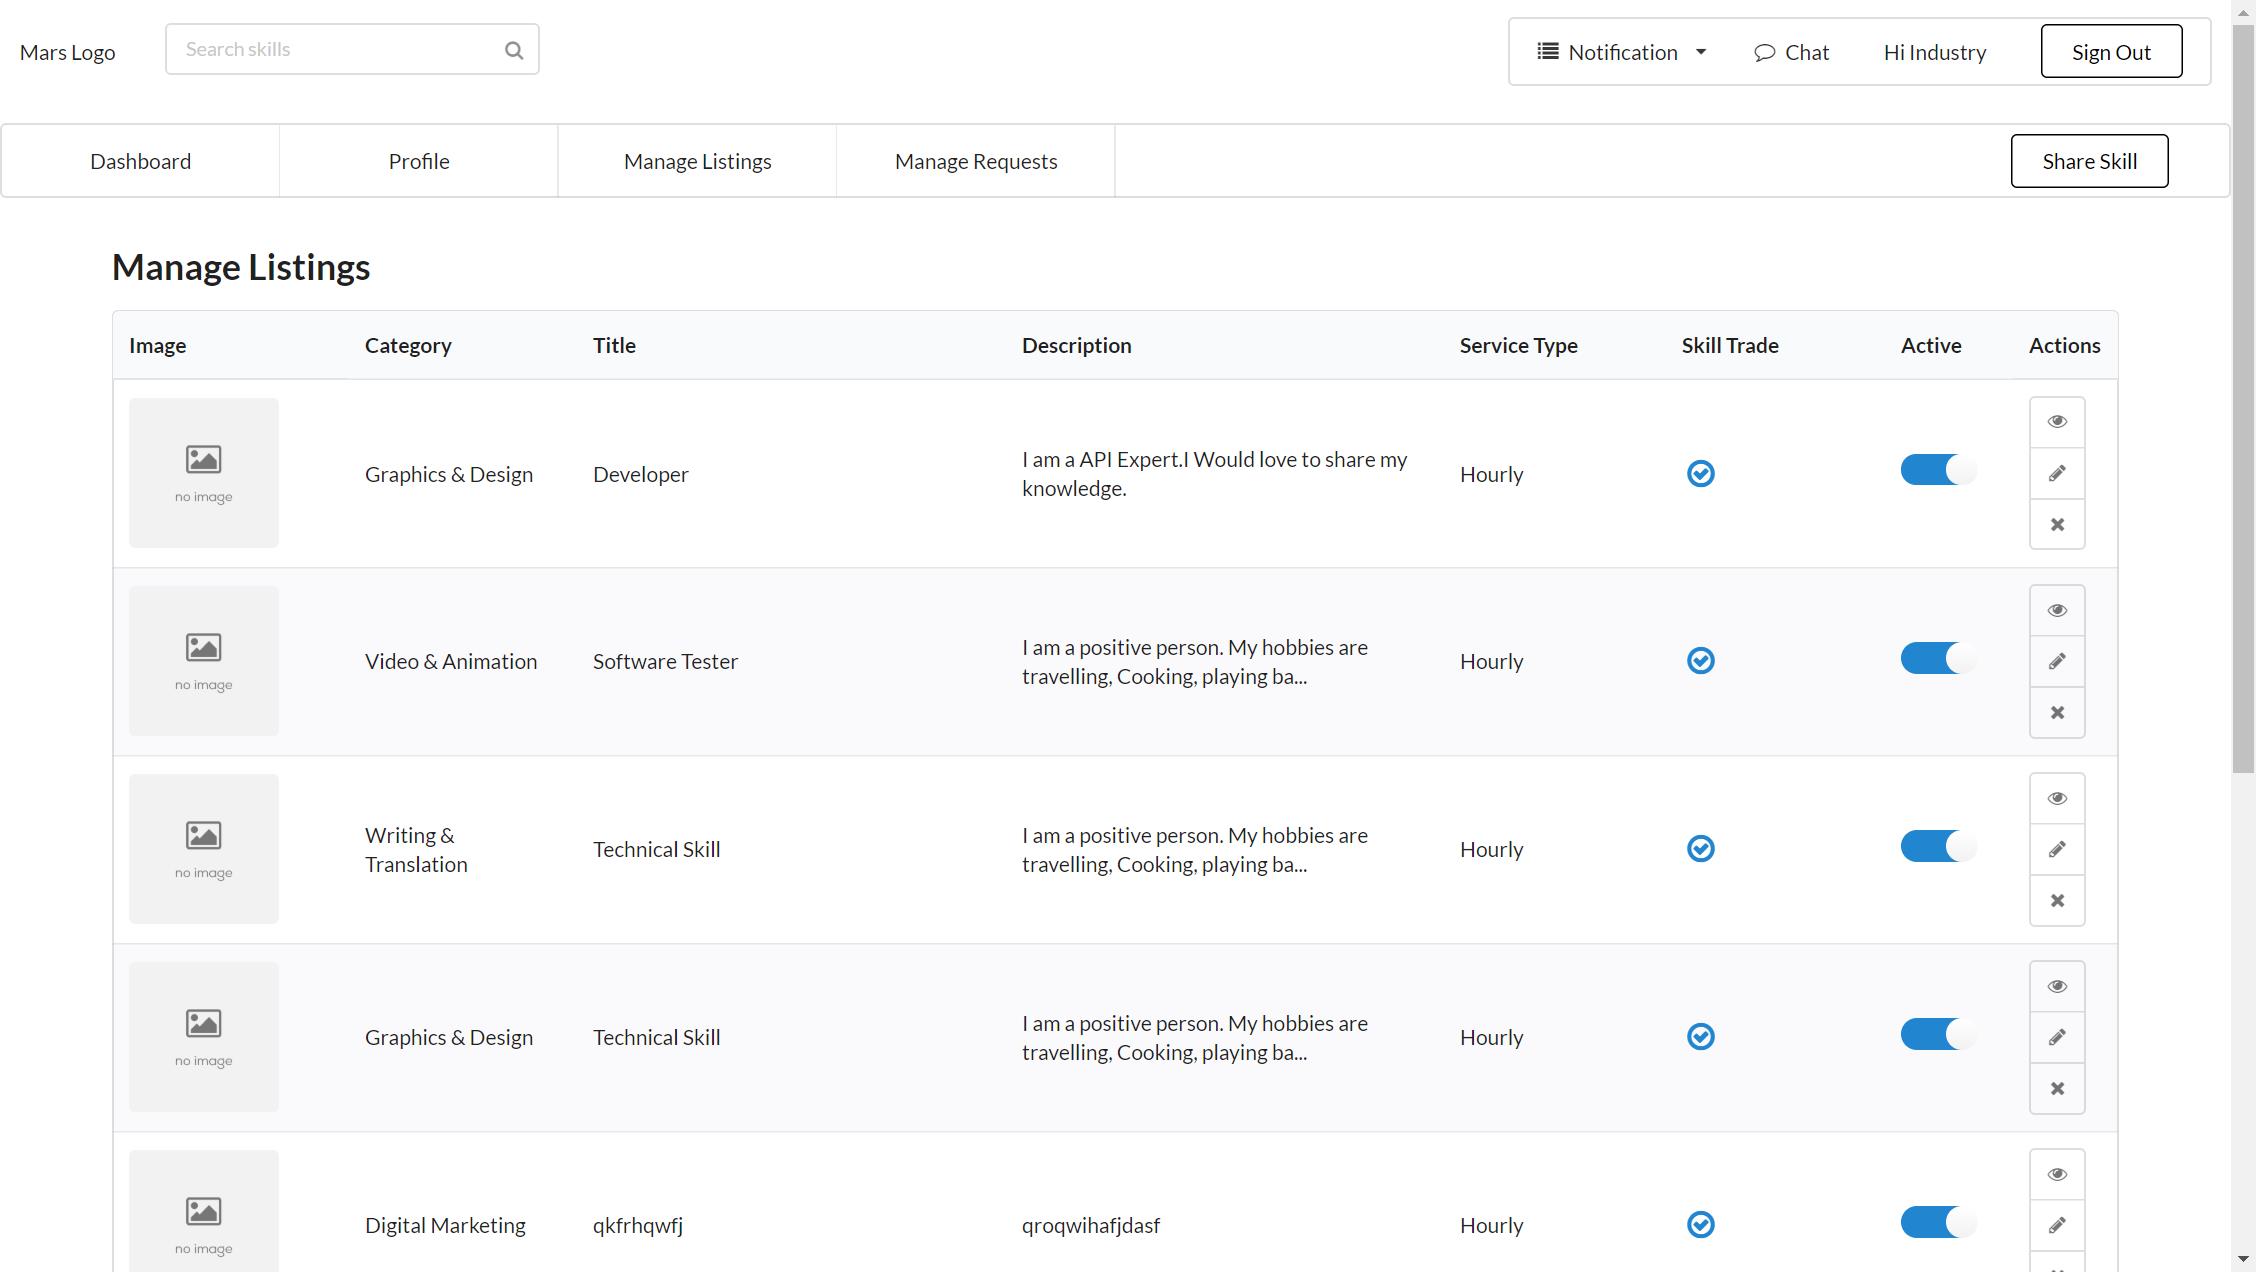 Mars Logo
Search skills
Notification
Chat
Hi Industry
Sign Out
Dashboard
Profile
Manage Listings
Manage Requests
Share Skill
Manage Listings
Image Category Title Description Service Type Skill Trade Active Actions
no image
Graphics & Design
Developer
I am a API Expert.I Would love to share my
knowledge.
Hourly
no image
Video & Animation
Software Tester
I am a positive person. My hobbies are
travelling, Cooking, playing ba...
Hourly
no image
Writing &
Translation
Technical Skill
I am a positive person. My hobbies are
travelling, Cooking, playing ba...
Hourly
no image
Graphics & Design
Technical Skill
I am a positive person. My hobbies are
travelling, Cooking, playing ba...
Hourly
no image
Digital Marketing
qkfrhqwfj
qroqwihafjdasf
Hourly